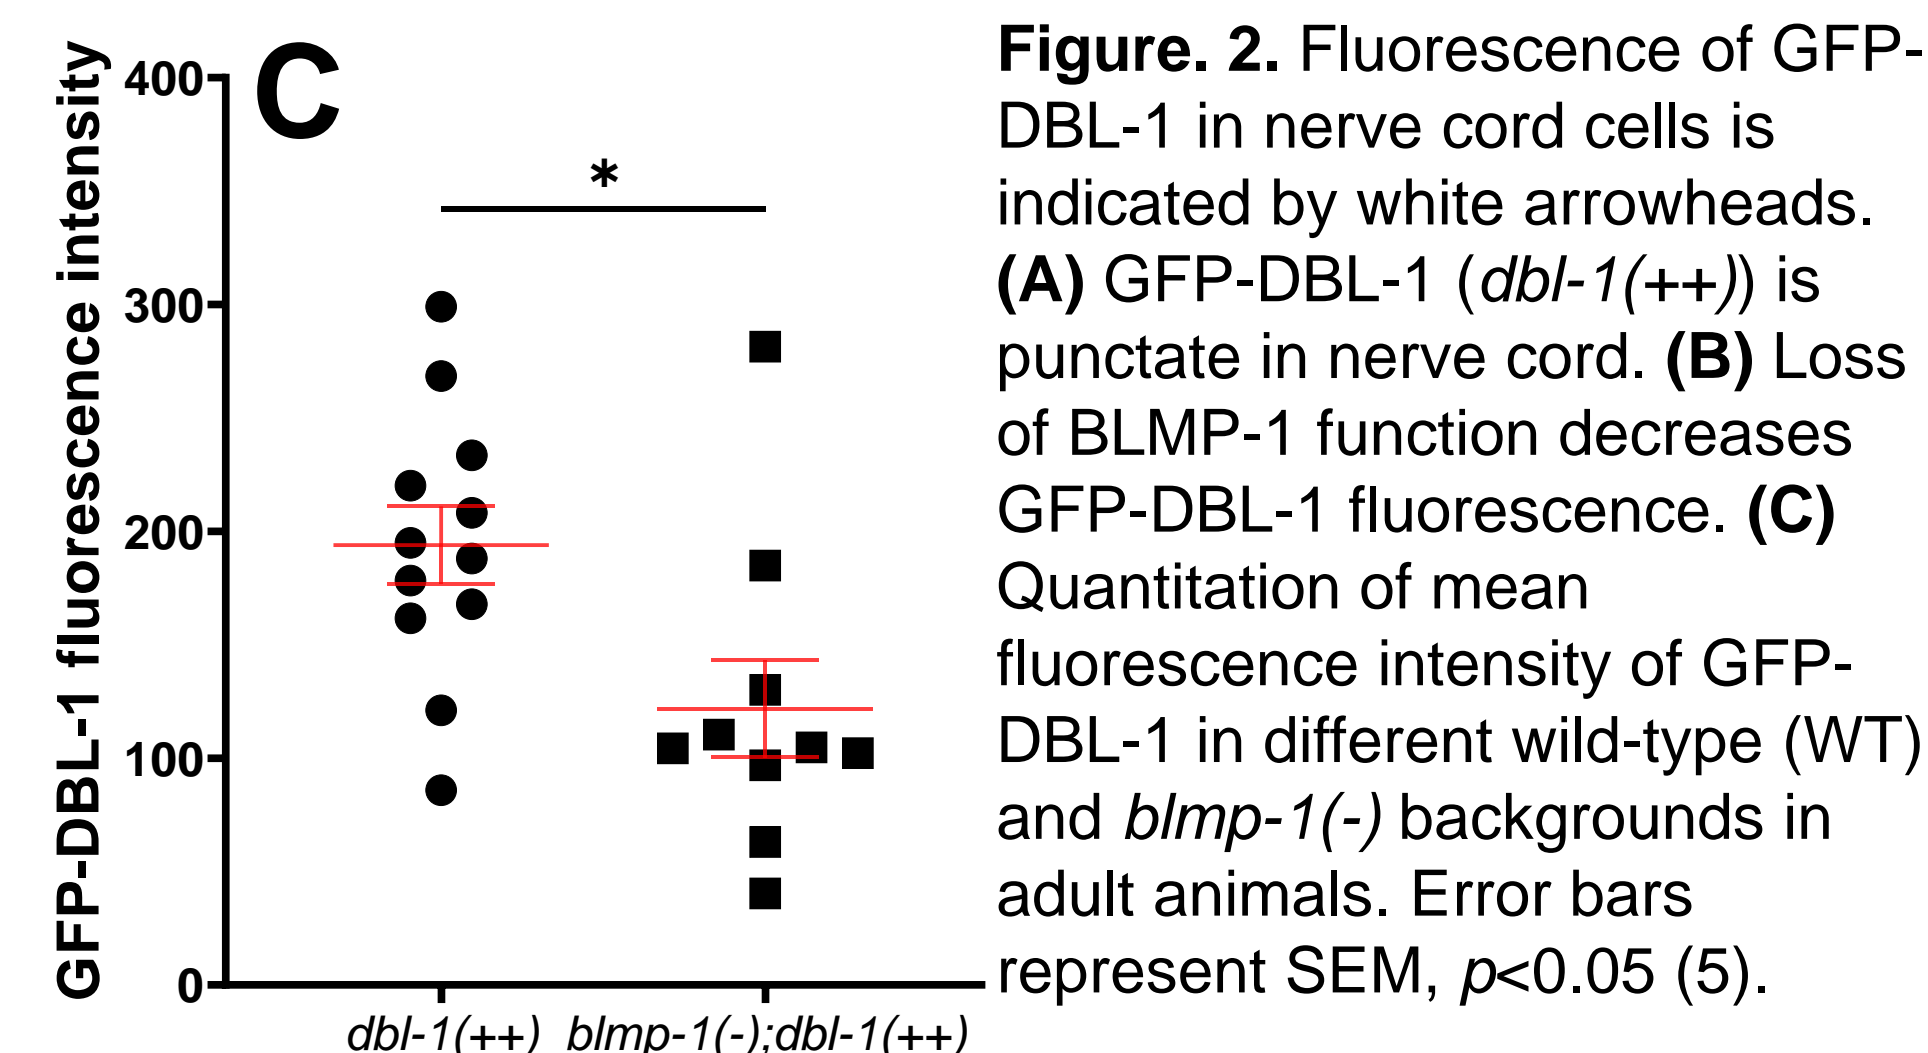 C
GFP-DBL-1 fluorescence intensity
400
300
200
100
0
*
dbl-1(++) blmp-1(-);dbl-1(++)
Figure. 2. Fluorescence of GFP-
DBL-1 in nerve cord cells is
indicated by white arrowheads.
(A) GFP-DBL-1 (dbl-1(++)) is
punctate in nerve cord. (B) Loss
of BLMP-1 function decreases
GFP-DBL-1 fluorescence. (C)
Quantitation of mean
fluorescence intensity of GFP-
DBL-1 in different wild-type (WT)
and blmp-1(-) backgrounds in
adult animals. Error bars
represent SEM, p<0.05 (5).